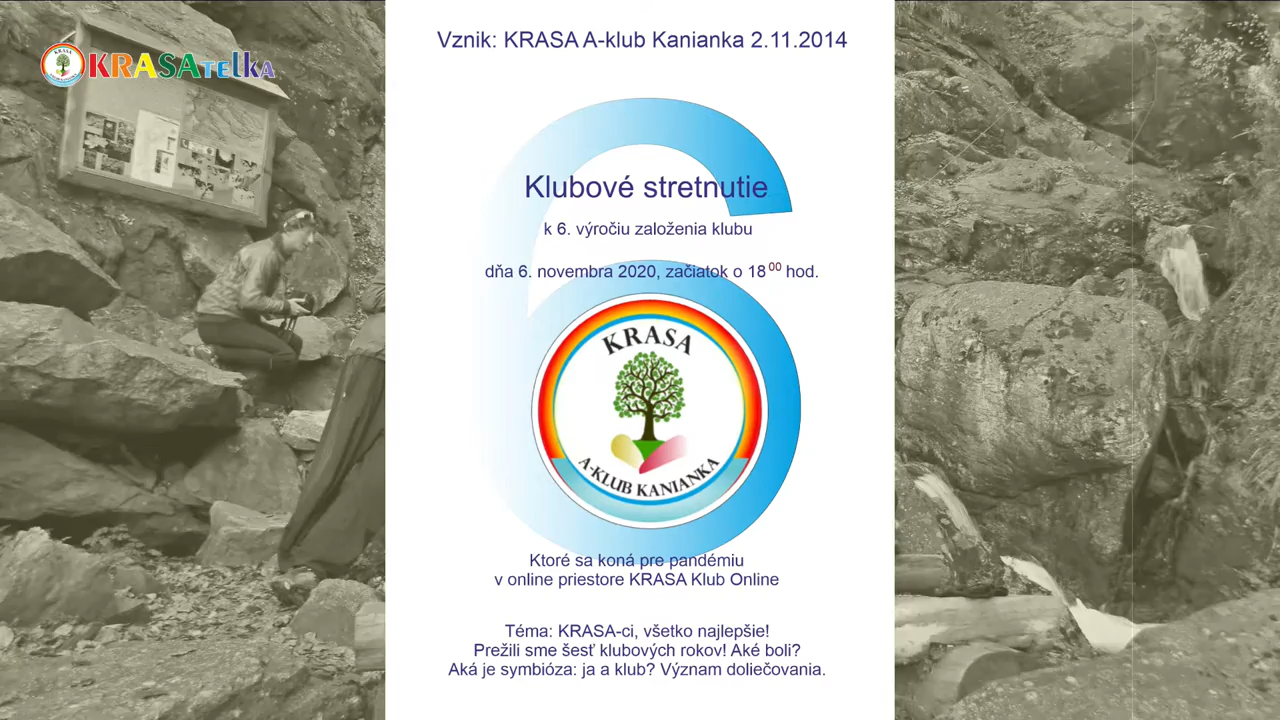 KRASAtelka
Vznik: KRASA A-klub Kanianka 2.11.2014
Klubové stretnutie
k 6. výročiu založenia klubu
dňa 6. novembra 2020, začiatok o 18 00 hod.
KRASA
A-KLUB KANIANKA
Ktoré sa koná pre pandémiu
v online priestore KRASA Klub Online
Téma: KRASA-ci, všetko najlepšie!
Prežili sme šesť klubových rokov! Aké boli?
Aká je symbióza: ja a klub? Význam doliečovania.